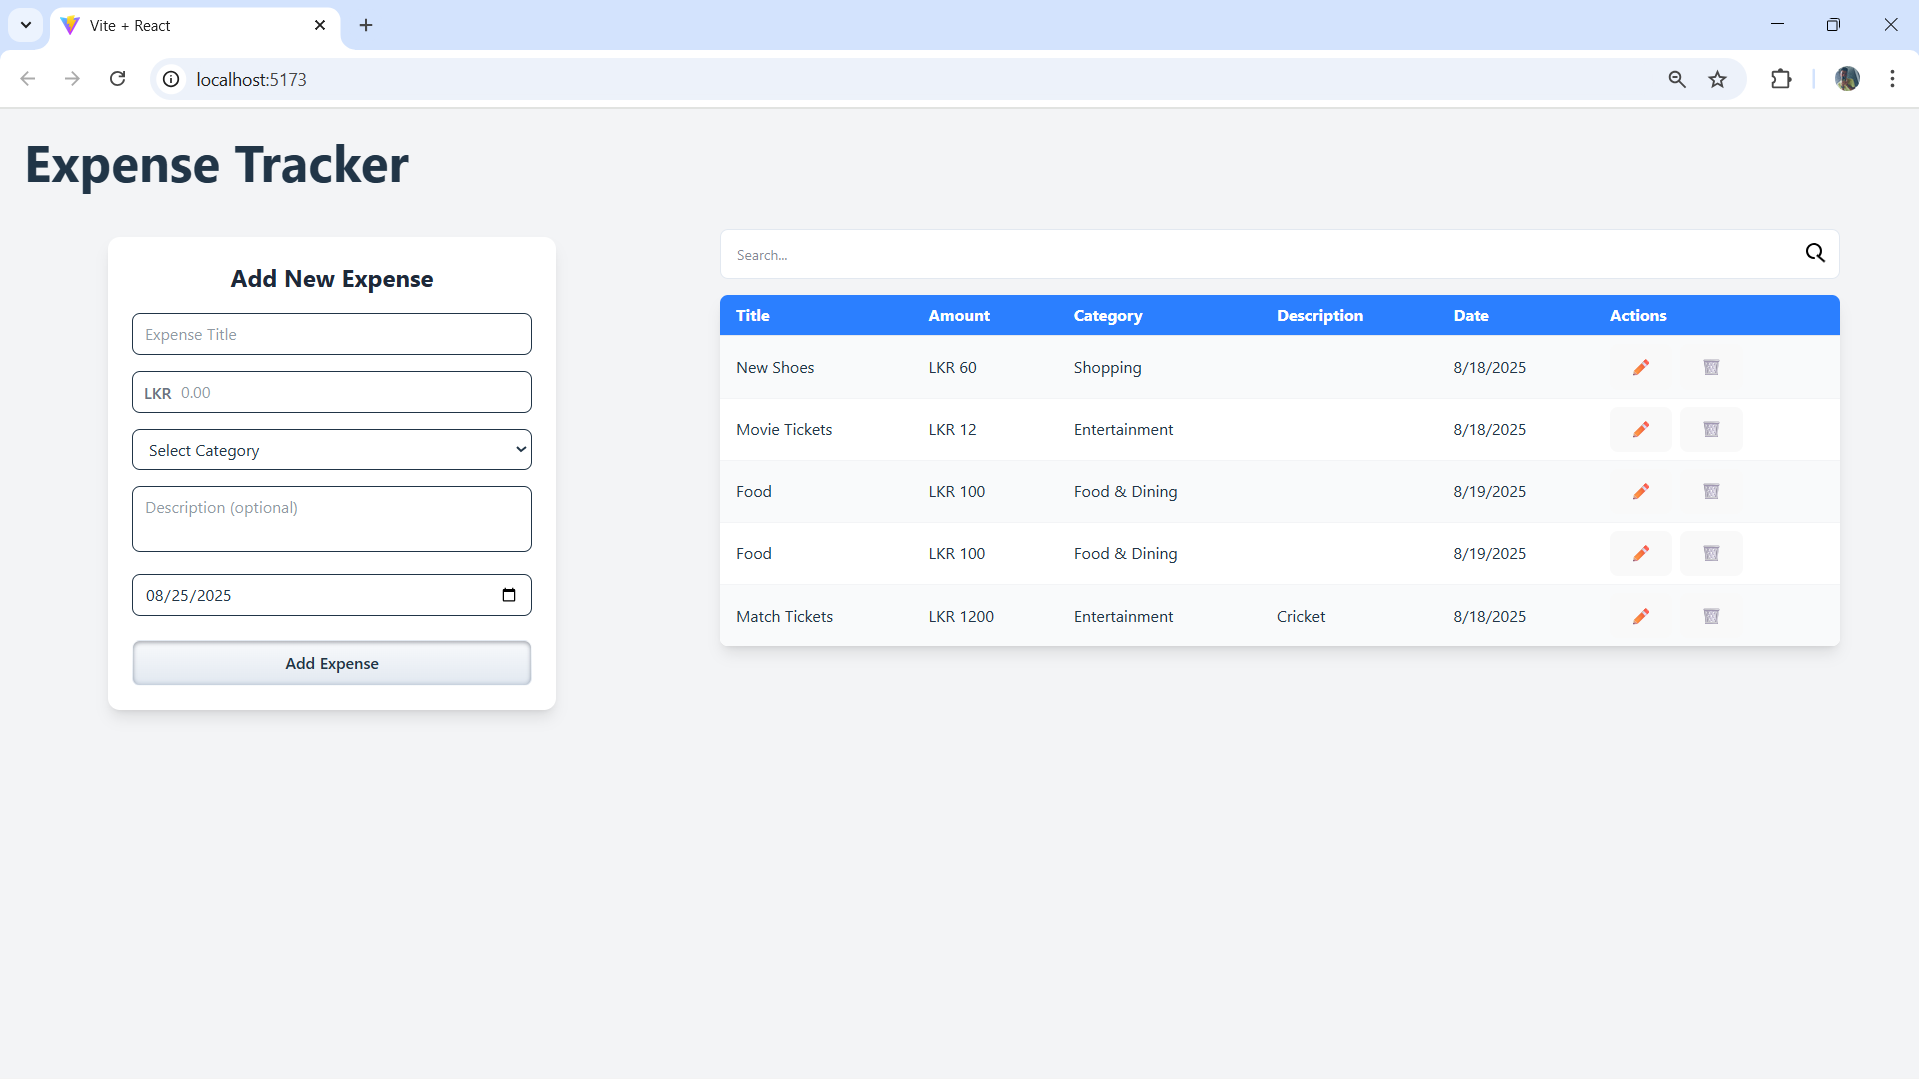 Vite + React
localhost:5173
Expense Tracker
Add New Expense
Expense Title
LKR 0.00
Select Category
Description (optional)
08/25/2025
Add Expense
Search...
Title Amount Category Description Date Actions
New Shoes LKR 60 Shopping 8/18/2025
Movie Tickets LKR 12 Entertainment 8/18/2025
Food LKR 100 Food & Dining 8/19/2025
Food LKR 100 Food & Dining 8/19/2025
Match Tickets LKR 1200 Entertainment Cricket 8/18/2025